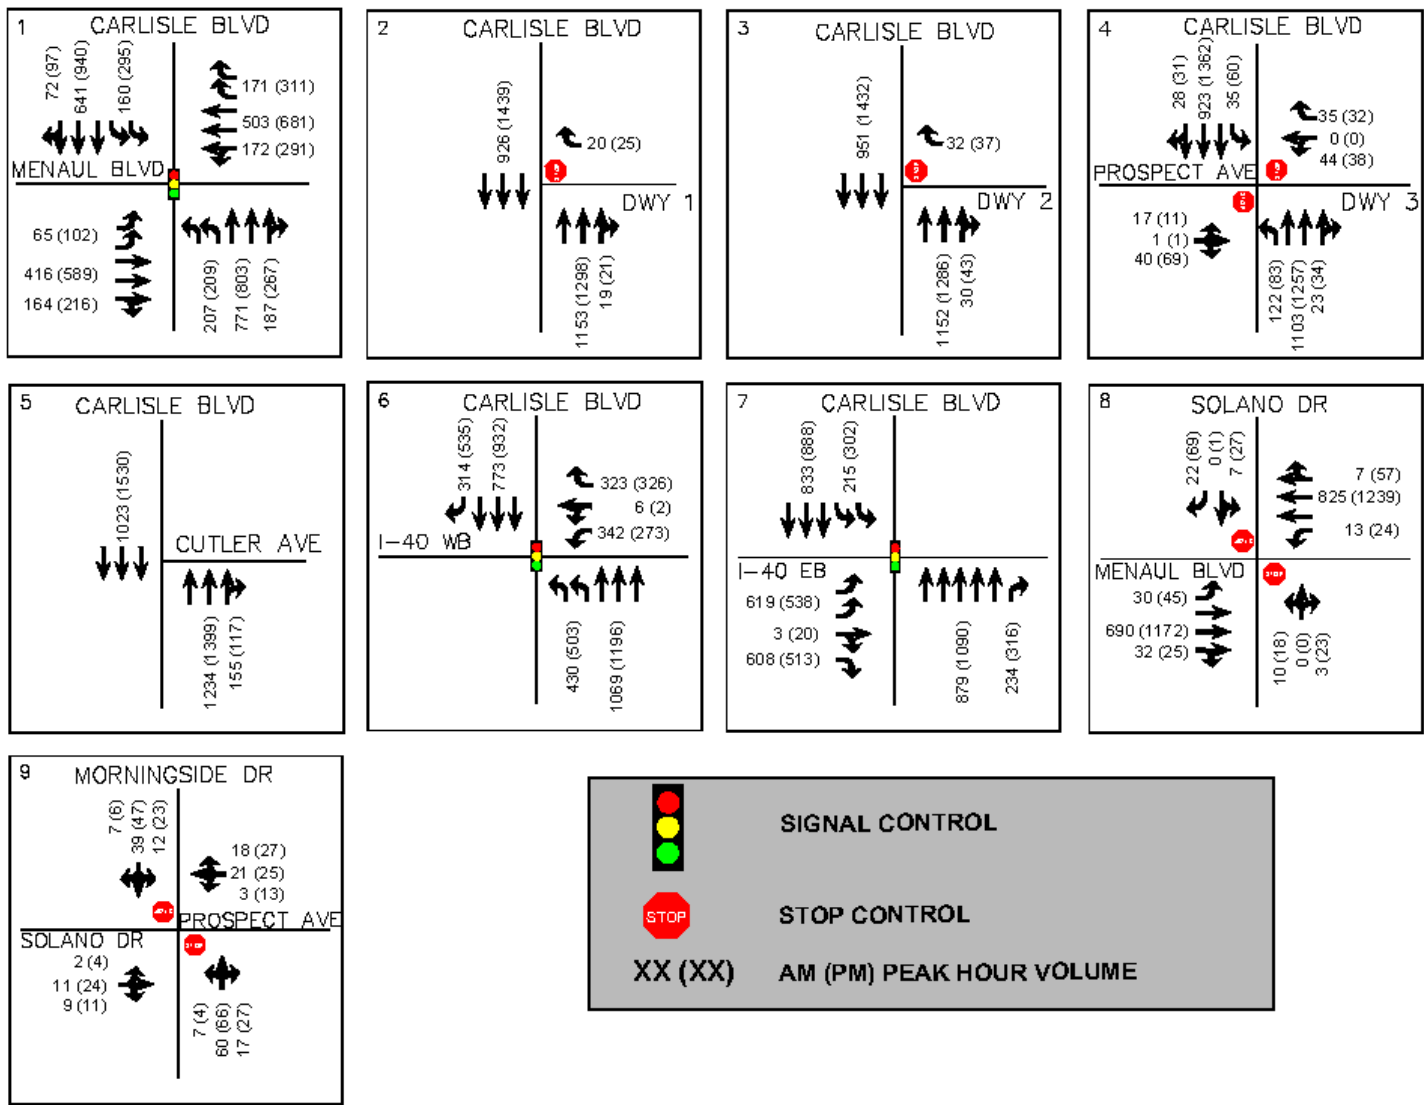 1
CARLISLE BLVD
72 (97)
641 (940)
160 (295)
171 (311)
503 (681)
172 (291)
MENAUL BLVD
65 (102)
416 (589)
164 (216)
207 (209)
771 (803)
187 (267)
2
CARLISLE BLVD
926 (1439)
20 (25)
STOP
DWY 1
1153 (1298)
19 (21)
3
CARLISLE BLVD
951 (1432)
32 (37)
STOP
DWY 2
1152 (1286)
30 (43)
4
CARLISLE BLVD
28 (31)
923 (1362)
35 (60)
35 (32)
0 (0)
44 (38)
STOP
PROSPECT AVE
STOP
DWY 3
17 (11)
1 (1)
40 (69)
122 (83)
1103 (1257)
23 (34)
5
CARLISLE BLVD
1023 (1530)
CUTLER AVE
1234 (1399)
155 (117)
6
CARLISLE BLVD
314 (535)
773 (932)
323 (326)
6 (2)
342 (273)
I-40 WB
430 (503)
1069 (1196)
7
CARLISLE BLVD
833 (888)
215 (302)
I-40 EB
619 (538)
3 (20)
608 (513)
879 (1090)
234 (316)
8
SOLANO DR
22 (69)
0 (1)
7 (27)
7 (57)
825 (1239)
13 (24)
STOP
MENAUL BLVD
STOP
30 (45)
690 (1172)
32 (25)
10 (18)
0 (0)
3 (23)
9
MORNINGSIDE DR
7 (6)
39 (47)
12 (23)
18 (27)
21 (25)
3 (13)
STOP
PROSPECT AVE
SOLANO DR
STOP
2 (4)
11 (24)
9 (11)
7 (4)
60 (66)
17 (27)
SIGNAL CONTROL
STOP
STOP CONTROL
XX (XX)
AM (PM) PEAK HOUR VOLUME